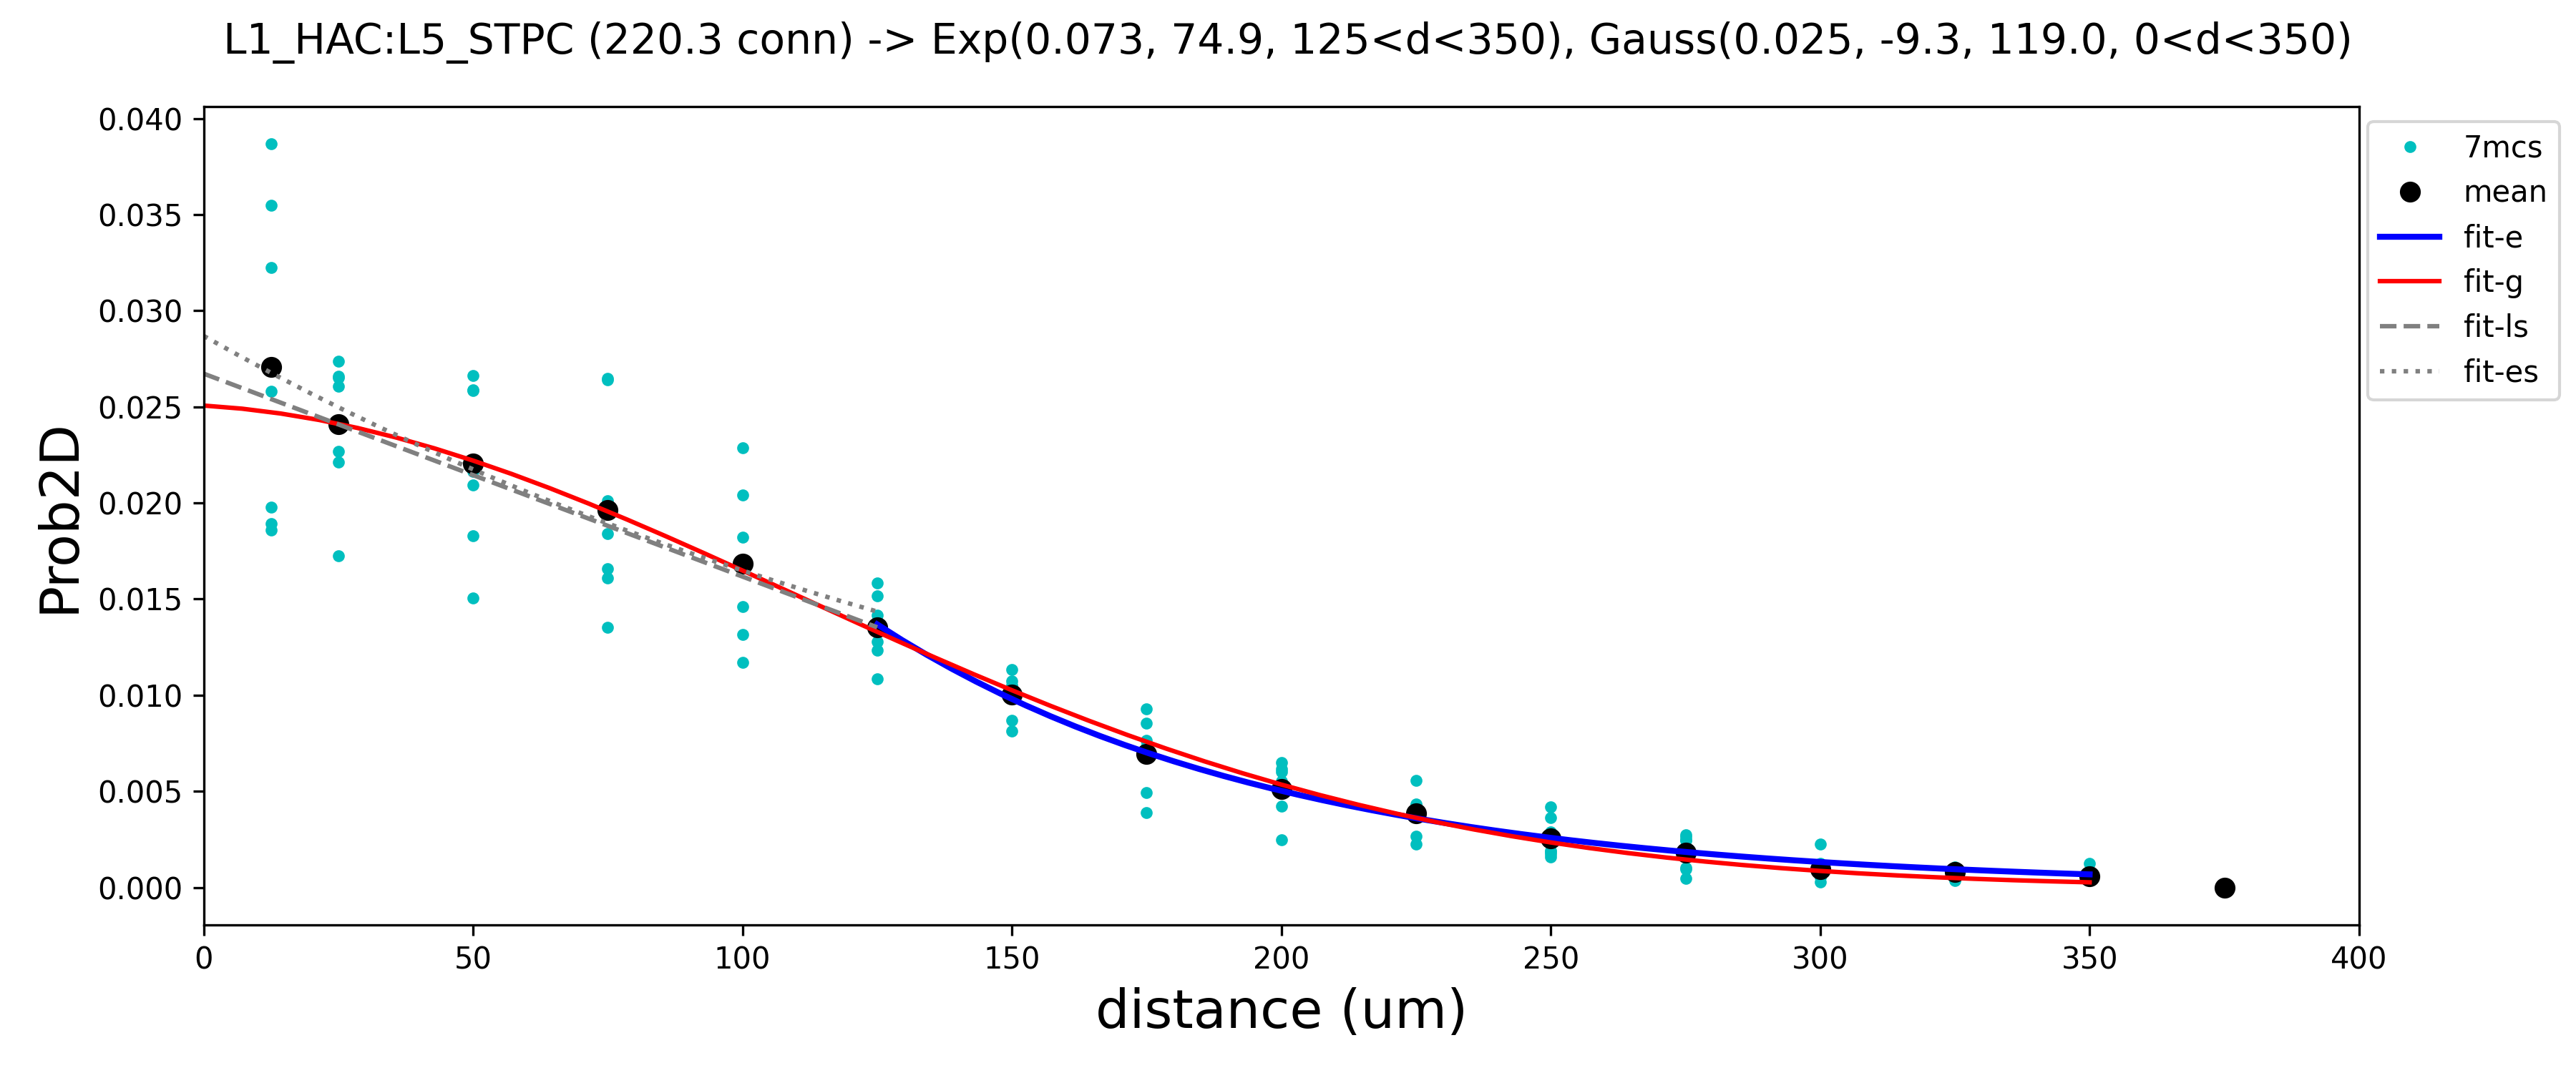 L1_HAC:L5_STPC (220.3 conn) -> Exp(0.073, 74.9, 125<d<350), Gauss(0.025, -9.3, 119.0, 0<d<350)
0.040
0.035
0.030
0.025
0.020
0.015
0.010
0.005
0.000
Prob2D
0 50 100 150 200 250 300 350 400
distance (um)
7mcs
mean
fit-e
fit-g
fit-ls
fit-es